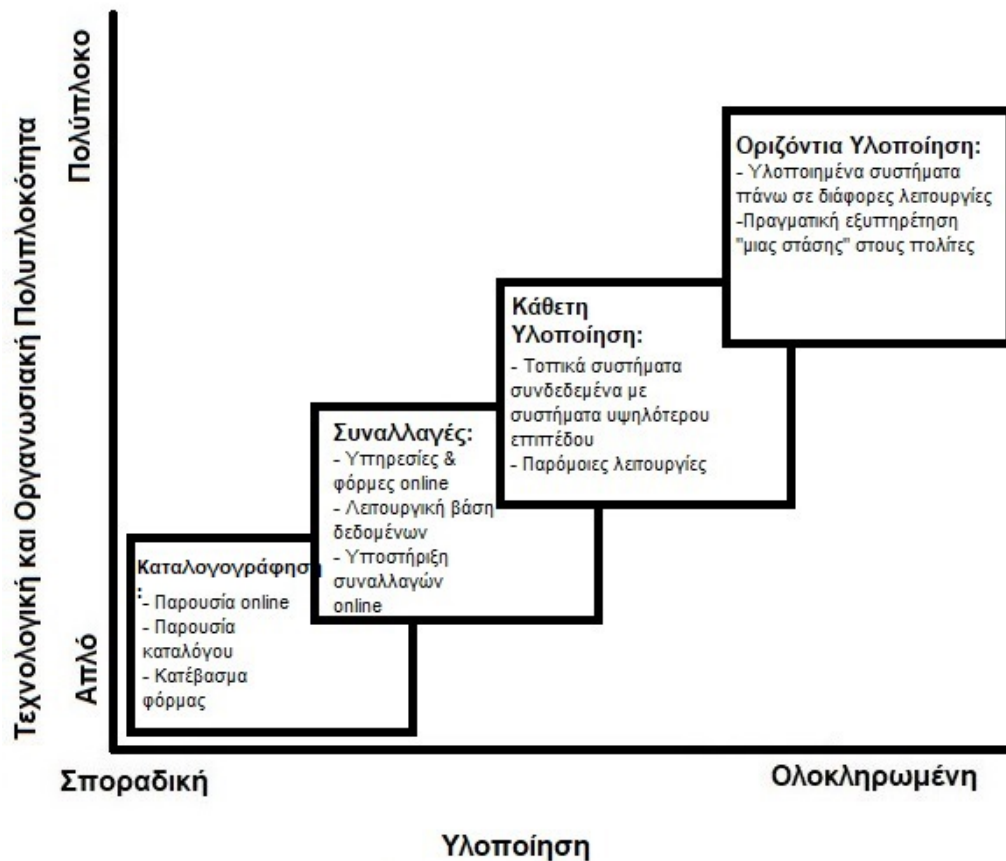 Τεχνολογική και Οργανωσιακή Πολυπλοκότητα
Πολύπλοκο
Απλό
Οριζόντια Υλοποίηση:
- Υλοποιημένα συστήματα
πάνω σε διάφορες λειτουργίες
-Πραγματική εξυπηρέτηση
"μιας στάσης" στους πολίτες
Κάθετη
Υλοποίηση:
- Τοπικά συστήματα
συνδεδεμένα με
συστήματα υψηλότερου
επιπέδου
- Παρόμοιες λειτουργίες
Συναλλαγές:
- Υπηρεσίες &
φόρμες online
- Λειτουργική βάση
δεδομένων
- Υποστήριξη
συναλλαγών
online
Καταλογογράφηση
:
- Παρουσία online
- Παρουσία
καταλόγου
- Κατέβασμα
φόρμας
Σποραδική
Ολοκληρωμένη
Υλοποίηση